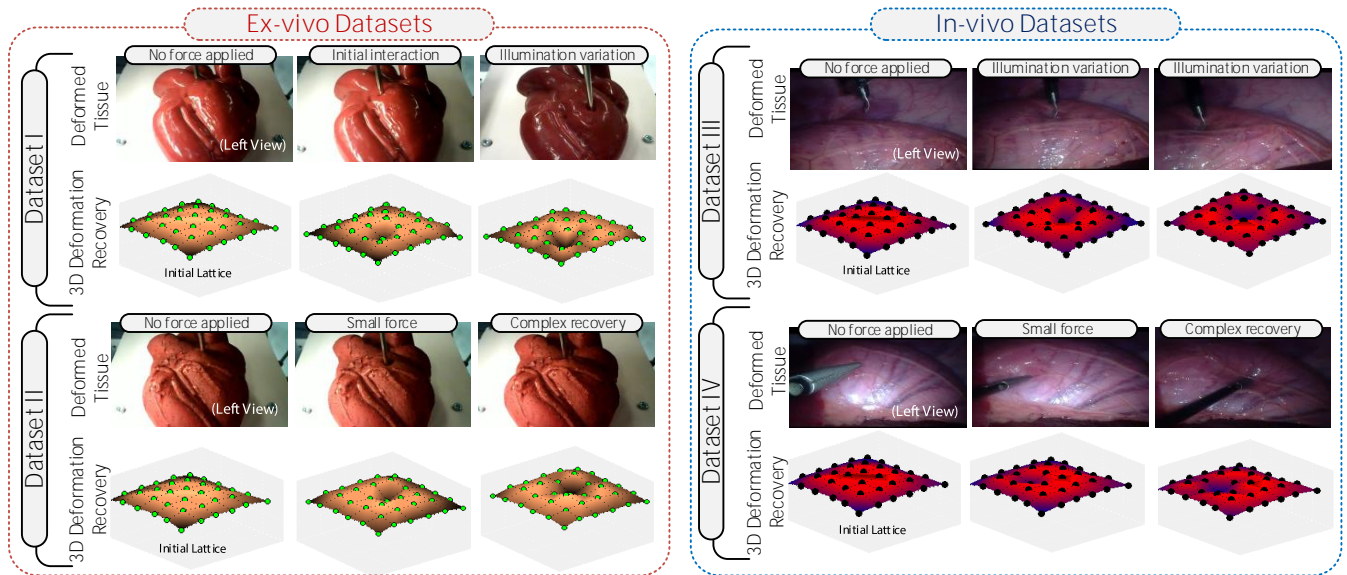 Ex-vivo Datasets
Dataset I
Deformed
Tissue
No force applied
Initial interaction
Illumination variation
(Left View)
3D Deformation
Recovery
Initial Lattice
Dataset II
Deformed
Tissue
No force applied
Small force
Complex recovery
(Left View)
3D Deformation
Recovery
Initial Lattice
In-vivo Datasets
Dataset III
Deformed
Tissue
No force applied
Illumination variation
Illumination variation
(Left View)
3D Deformation
Recovery
Initial Lattice
Dataset IV
Deformed
Tissue
No force applied
Small force
Complex recovery
(Left View)
3D Deformation
Recovery
Initial Lattice